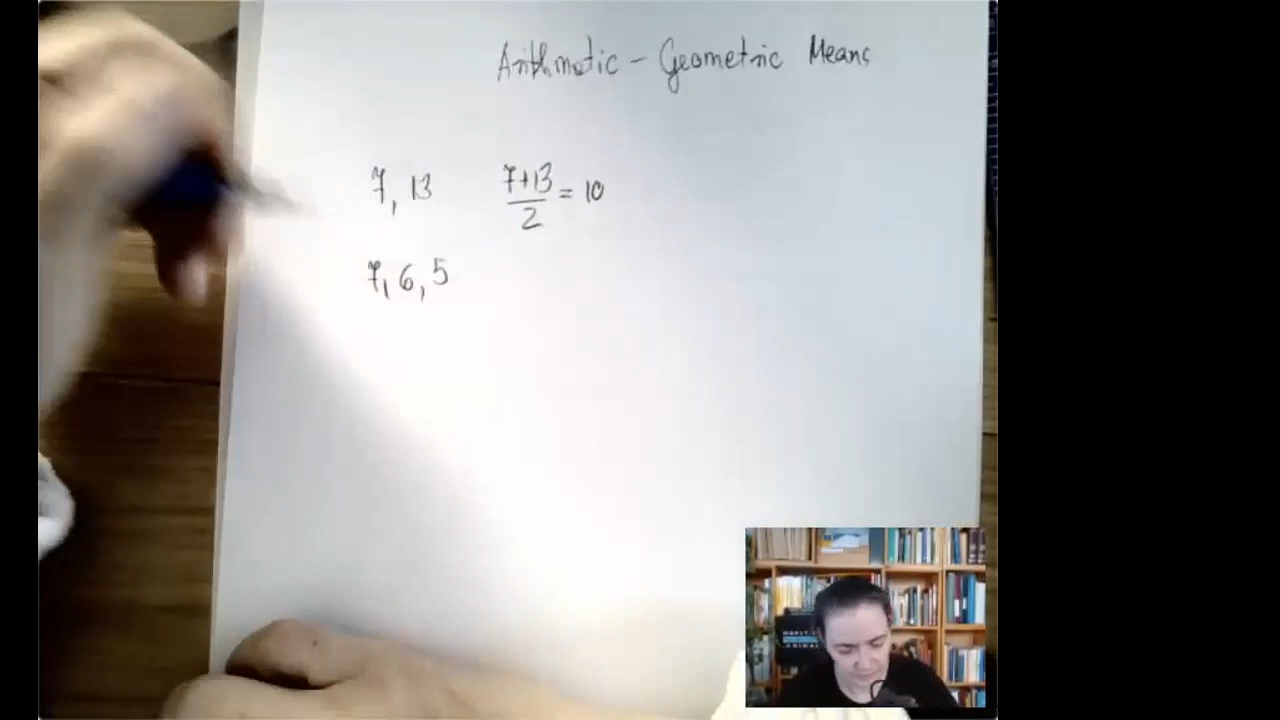 Arithmetic - Geometric Means
7, 13 7+13/2 = 10
7, 6, 5